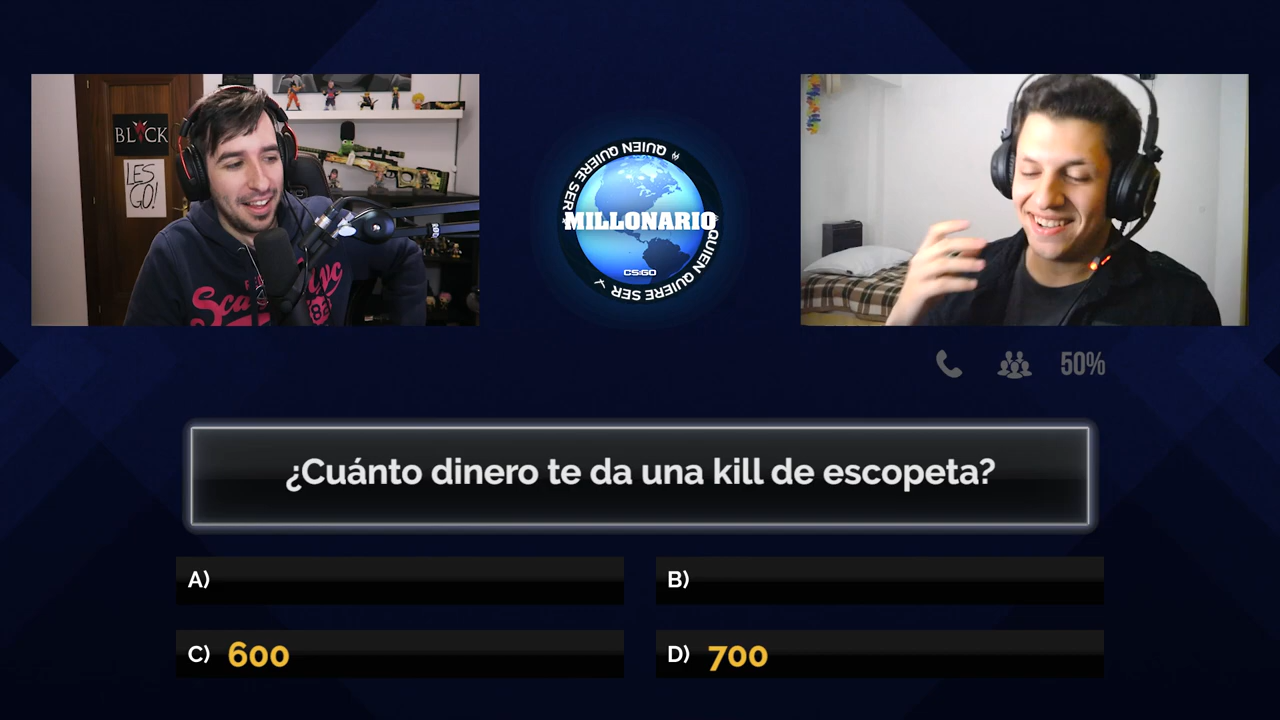 BLACK
LES
GO!
QUIEN QUIERE SER
MILLONARIO
CS:GO
QUIEN QUIERE SER
50%
¿Cuánto dinero te da una kill de escopeta?
A)
B)
C) 600
D) 700